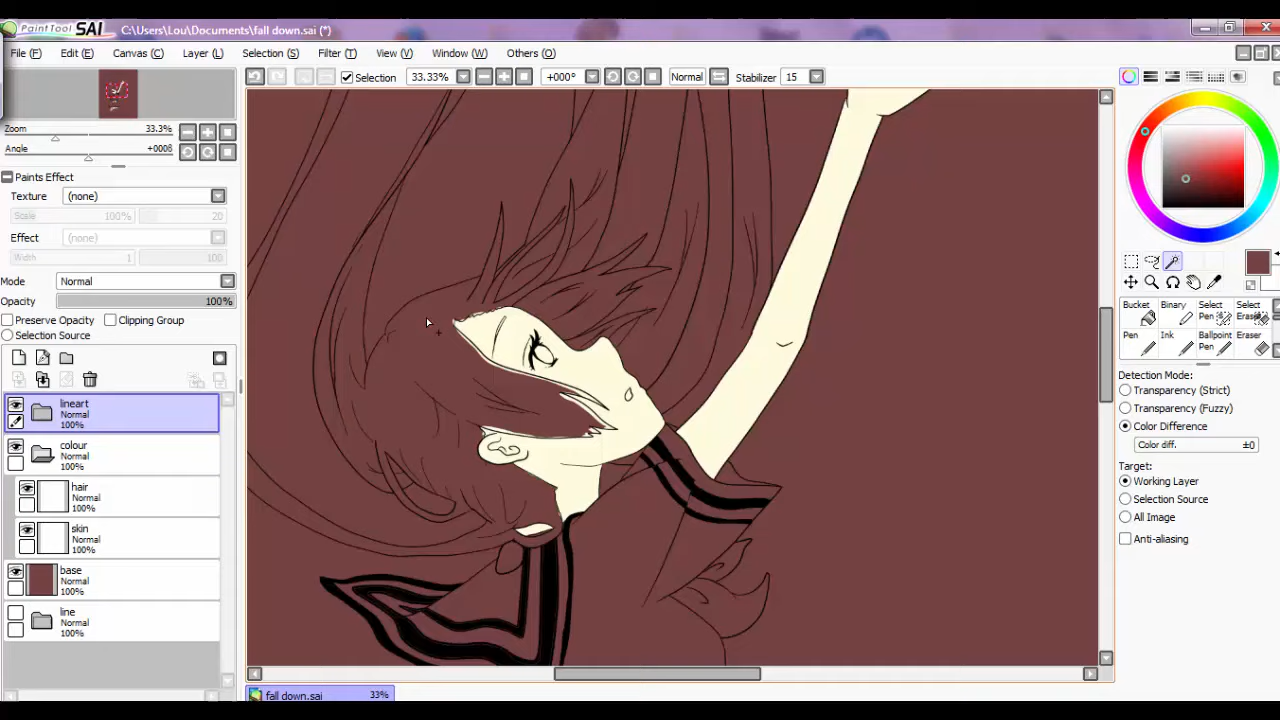 PaintTool SAI C:\Users\Lou\Documents\fall down.sai (*)
File (F) Edit (E) Canvas (C) Layer (L) Selection (S) Filter (T) View (V) Window (W) Others (O)
Selection 33.33% +000° Normal Stabilizer 15
Zoom 33.3%
Angle +000ß
Paints Effect
Texture (none)
Scale 100% 20
Effect (none)
Width 1 100
Mode Normal
Opacity 100%
Preserve Opacity Clipping Group
Selection Source
lineart
Normal
100%
colour
Normal
100%
hair
Normal
100%
skin
Normal
100%
base
Normal
100%
line
Normal
100%
fall down.sai 33%
Bucket Binary Select Pen Select Erase
Pen Ink Ballpoint Pen Eraser
Detection Mode:
Transparency (Strict)
Transparency (Fuzzy)
Color Difference
Color diff. ±0
Target:
Working Layer
Selection Source
All Image
Anti-aliasing